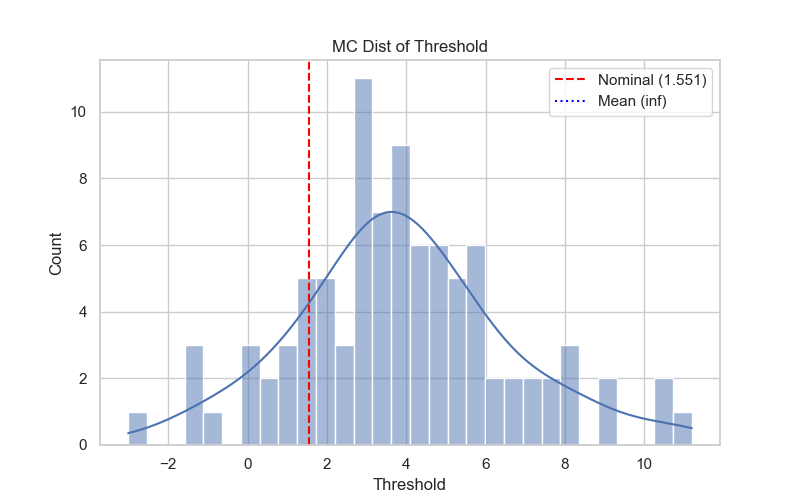 MC Dist of Threshold
Nominal (1.551)
Mean (inf)
Count
10
8
6
4
2
0
−2
0
2
4
6
8
10
Threshold